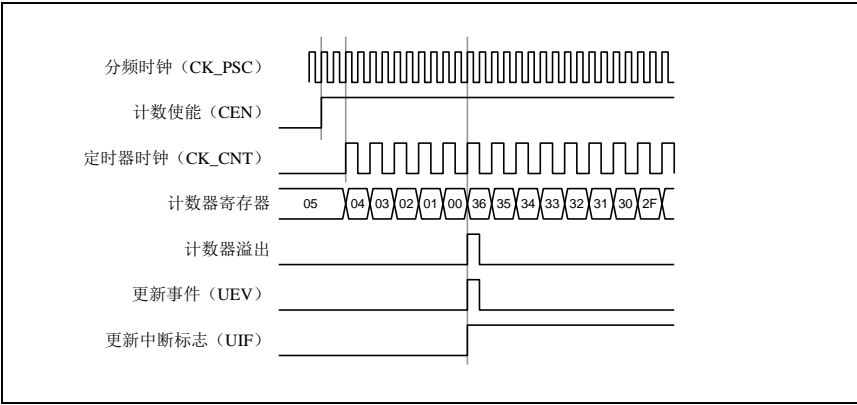 分频时钟（CK_PSC）
计数使能（CEN）
定时器时钟（CK_CNT）
计数器寄存器 05 04 03 02 01 00 36 35 34 33 32 31 30 2F
计数器溢出
更新事件（UEV）
更新中断标志（UIF）